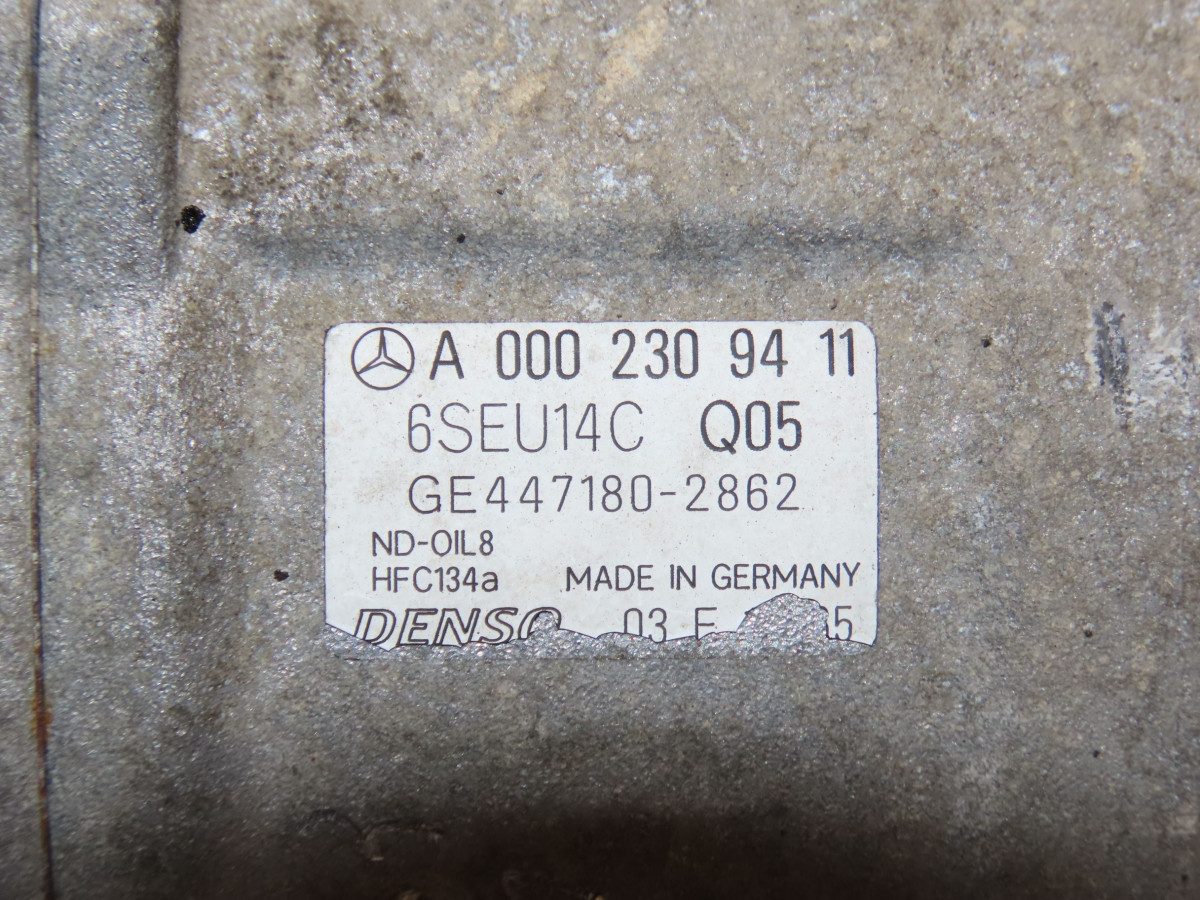 A 000 230 94 11
6SEU14C Q05
GE447180-2862
ND-OIL8
HFC134a MADE IN GERMANY
DENSO 03